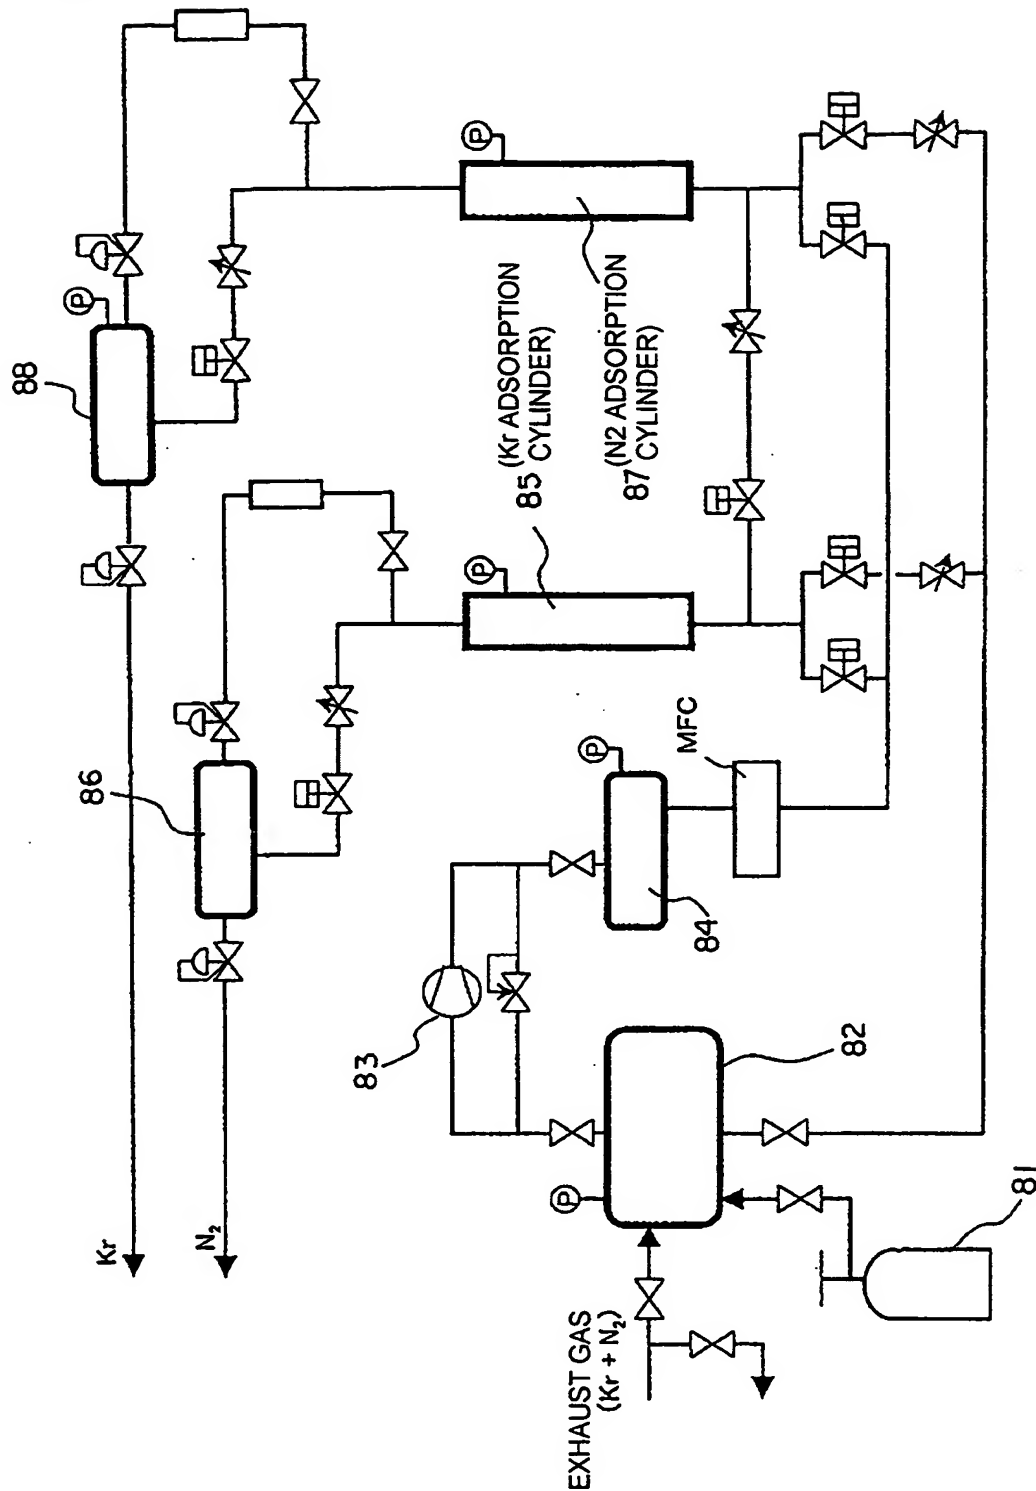 88
P
P
86
85
(Kr ADSORPTION
CYLINDER)
87
(N2 ADSORPTION
CYLINDER)
P
P
MFC
84
83
82
P
81
Kr
N₂
EXHAUST GAS
(Kr + N₂)